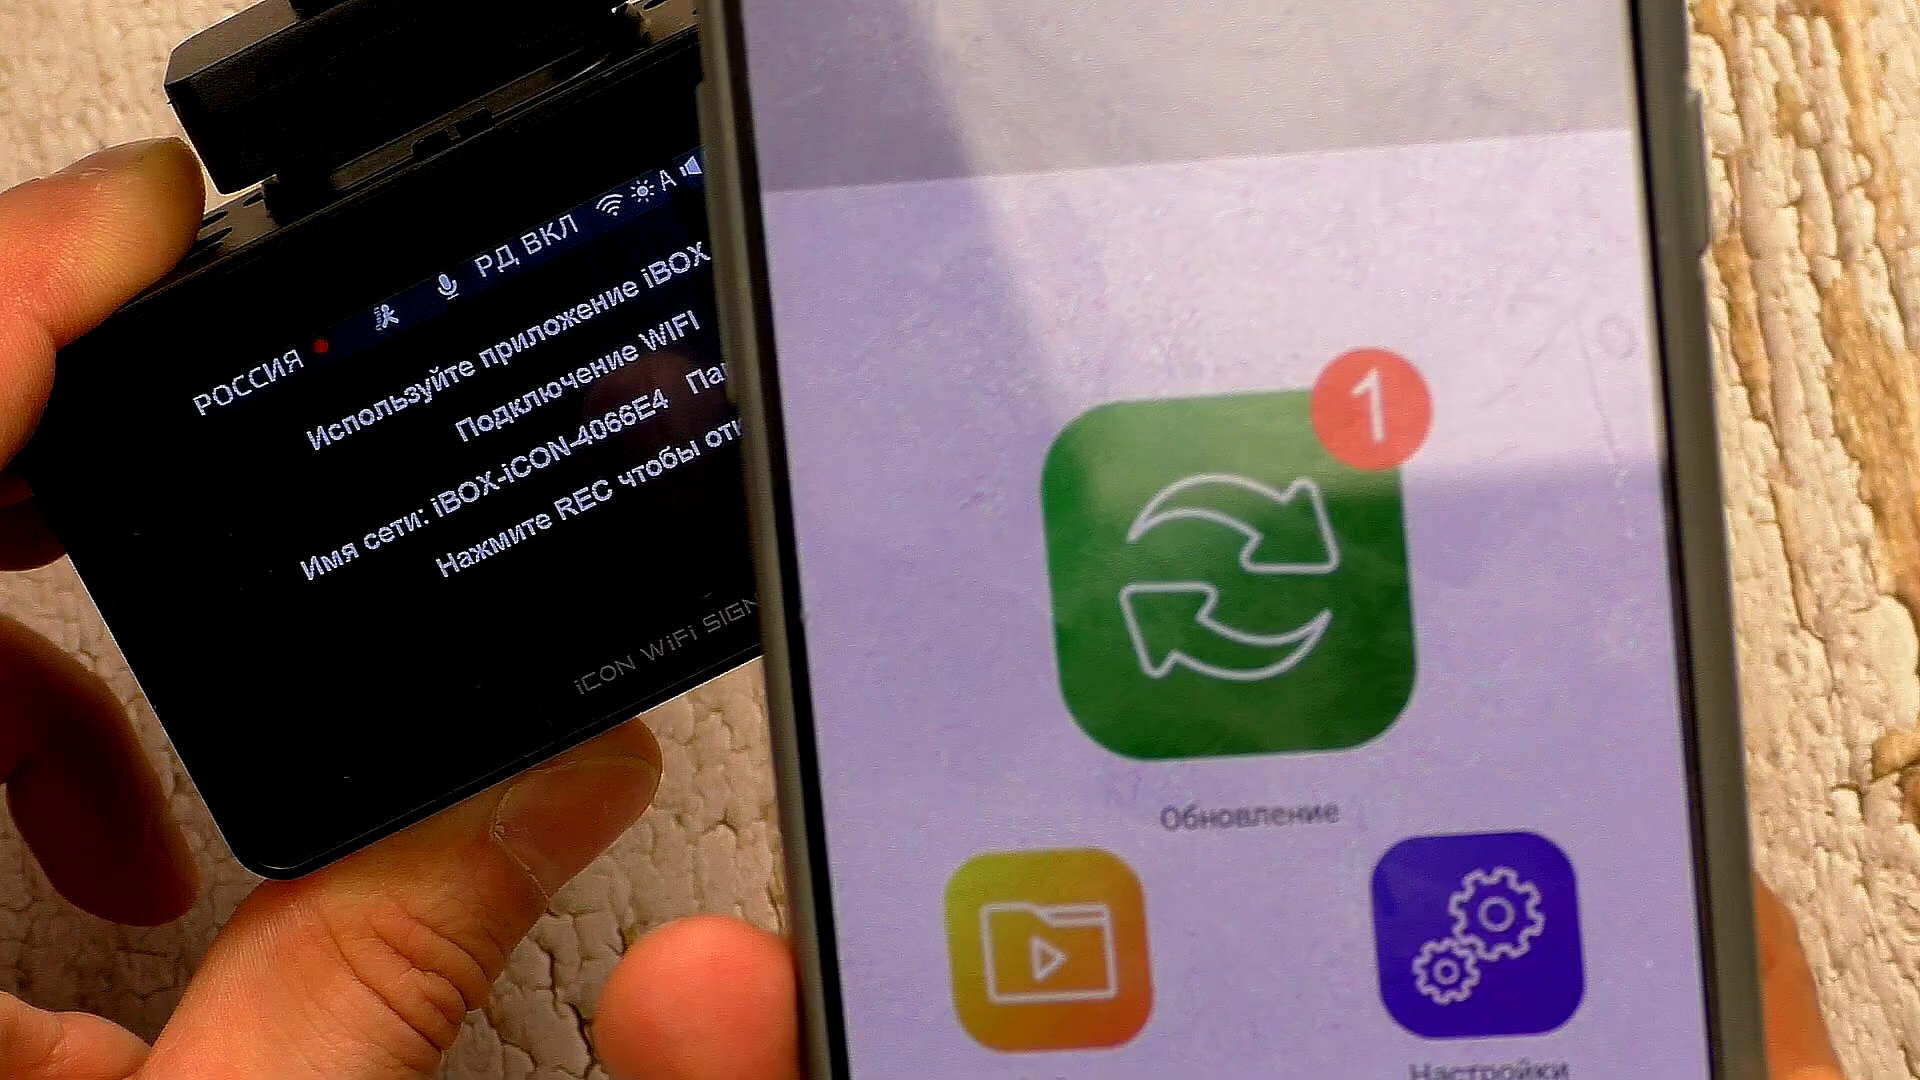 РОССИЯ
РД ВКЛ
A
Используйте приложение iBOX
Подключение WIFI
Имя сети: iBOX-iCON-4066E4
Нажмите REC чтобы
iCON WiFi SIGN
1
Обновление
Настройки